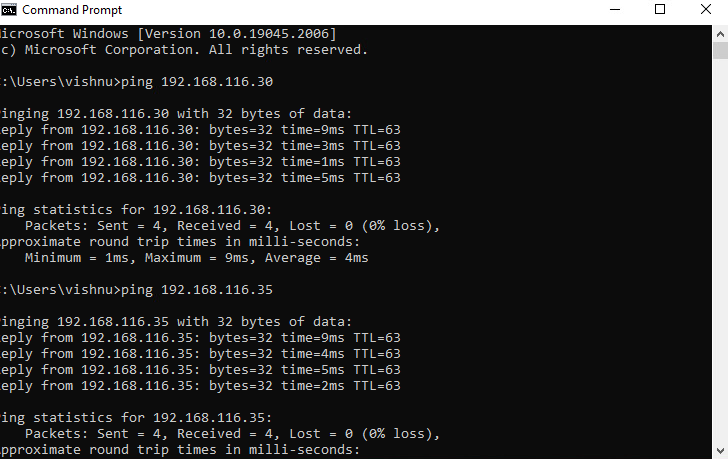 Command Prompt
icrosoft Windows [Version 10.0.19045.2006]
c) Microsoft Corporation. All rights reserved.
:\Users\vishnu>ping 192.168.116.30
inging 192.168.116.30 with 32 bytes of data:
eply from 192.168.116.30: bytes=32 time=9ms TTL=63
eply from 192.168.116.30: bytes=32 time=3ms TTL=63
eply from 192.168.116.30: bytes=32 time=1ms TTL=63
eply from 192.168.116.30: bytes=32 time=5ms TTL=63
ing statistics for 192.168.116.30:
    Packets: Sent = 4, Received = 4, Lost = 0 (0% loss),
pproximate round trip times in milli-seconds:
    Minimum = 1ms, Maximum = 9ms, Average = 4ms
:\Users\vishnu>ping 192.168.116.35
inging 192.168.116.35 with 32 bytes of data:
eply from 192.168.116.35: bytes=32 time=9ms TTL=63
eply from 192.168.116.35: bytes=32 time=4ms TTL=63
eply from 192.168.116.35: bytes=32 time=5ms TTL=63
eply from 192.168.116.35: bytes=32 time=2ms TTL=63
ing statistics for 192.168.116.35:
    Packets: Sent = 4, Received = 4, Lost = 0 (0% loss),
pproximate round trip times in milli-seconds: